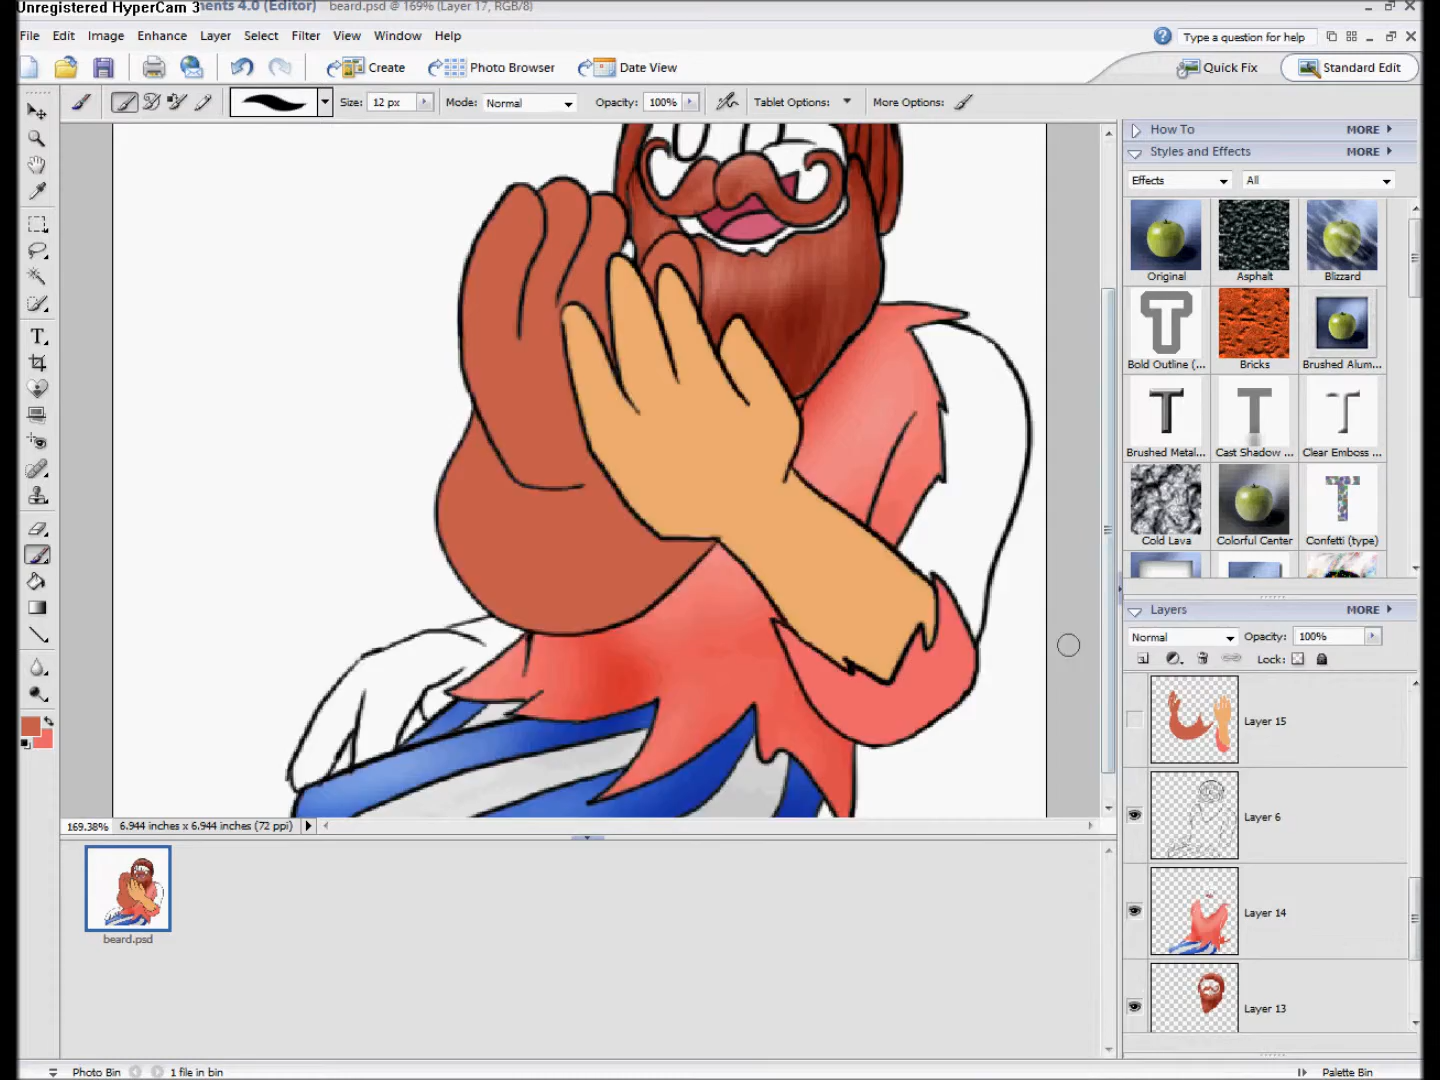 Unregistered HyperCam 3
nents 4.0 (Editor) beard.psd @ 169% (Layer 17, RGB/8)
File Edit Image Enhance Layer Select Filter View Window Help
Type a question for help
Create Photo Browser Date View
Quick Fix Standard Edit
Size: 12 px Mode: Normal Opacity: 100% Tablet Options: More Options:
How To MORE
Styles and Effects MORE
Effects All
Original Asphalt Blizzard
Bold Outline (... Bricks Brushed Alum...
Brushed Metal... Cast Shadow ... Clear Emboss ...
Cold Lava Colorful Center Confetti (type)
Layers MORE
Normal Opacity: 100%
Lock:
Layer 15
Layer 6
Layer 14
Layer 13
169.38% 6.944 inches x 6.944 inches (72 ppi)
beard.psd
Photo Bin 1 file in bin
Palette Bin